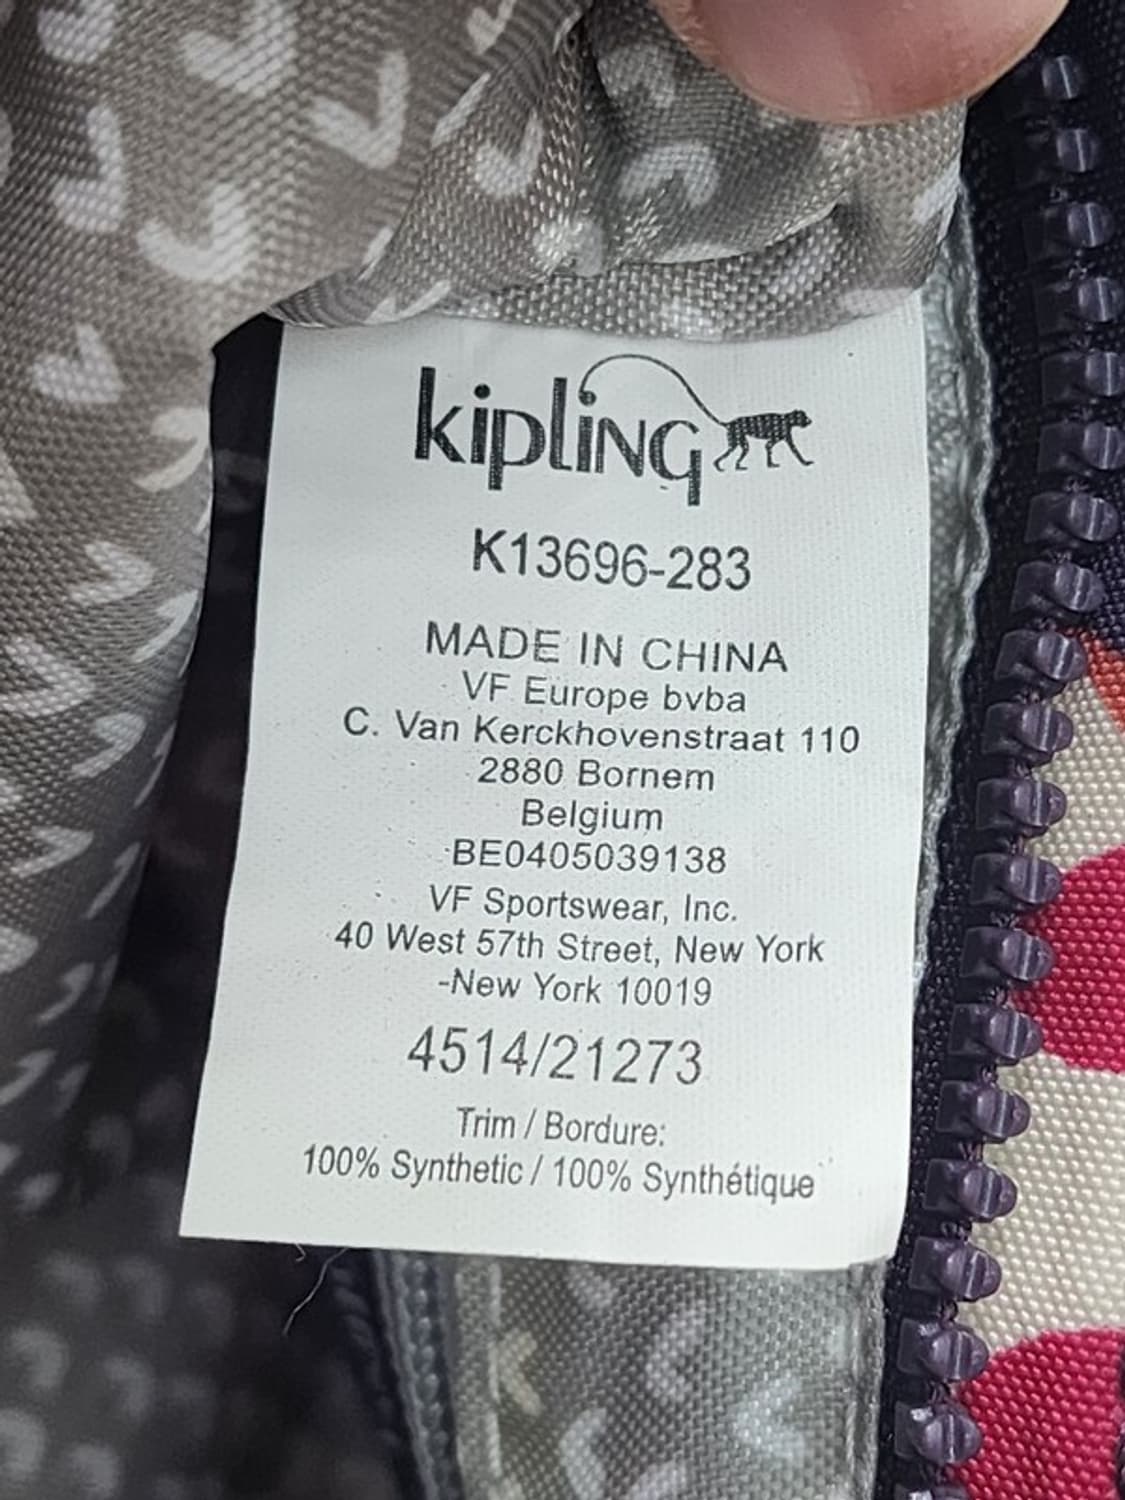 kipling
K13696-283
MADE IN CHINA
VF Europe bvba
C. Van Kerckhovenstraat 110
2880 Bornem
Belgium
BE0405039138
VF Sportswear, Inc.
40 West 57th Street, New York
-New York 10019
4514/21273
Trim / Bordure:
100% Synthetic / 100% Synthétique